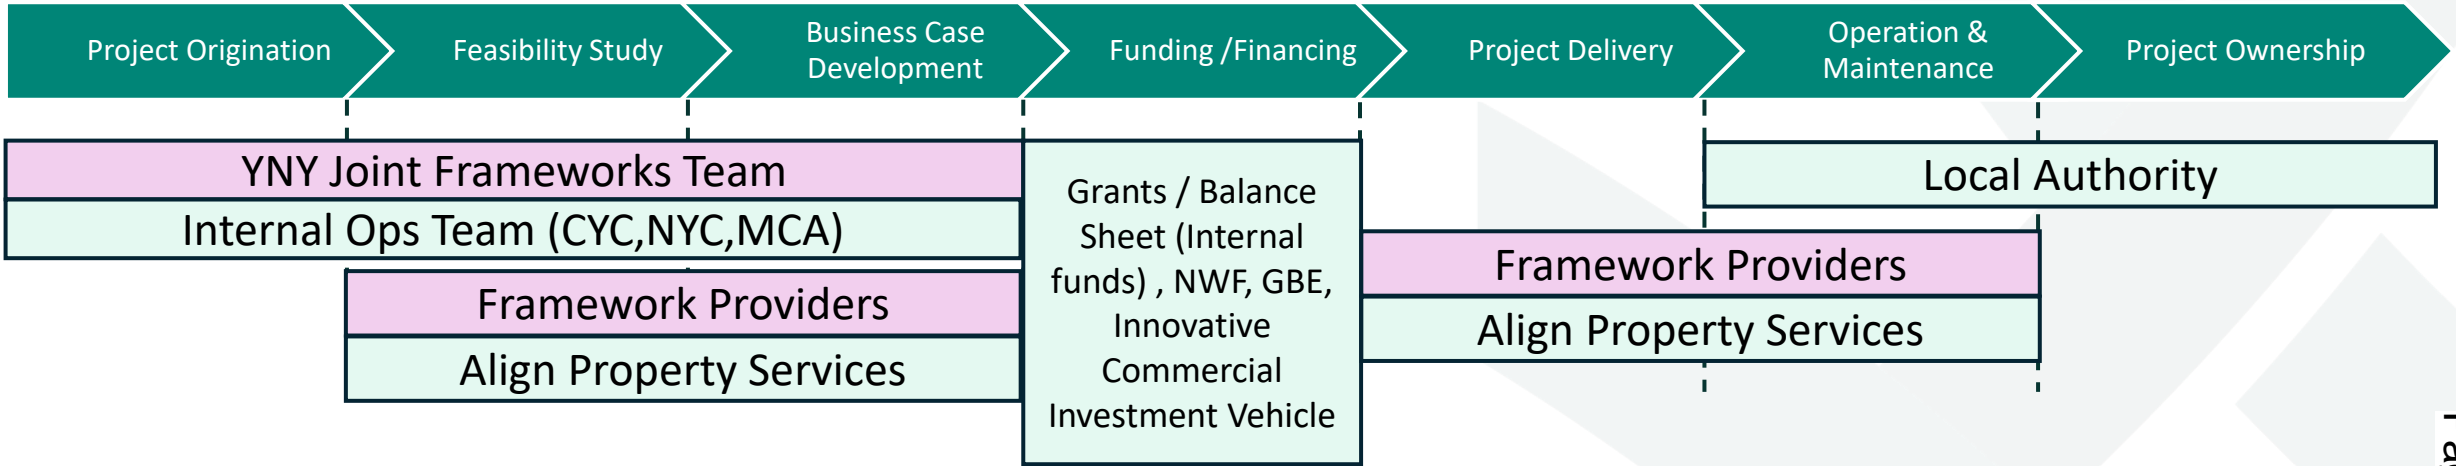 Project Origination
Feasibility Study
Business Case
Development
Funding /Financing
Project Delivery
Operation &
Maintenance
Project Ownership
YNY Joint Frameworks Team
Internal Ops Team (CYC,NYC,MCA)
Framework Providers
Align Property Services
Grants / Balance
Sheet (Internal
funds) , NWF, GBE,
Innovative
Commercial
Investment Vehicle
Local Authority
Framework Providers
Align Property Services